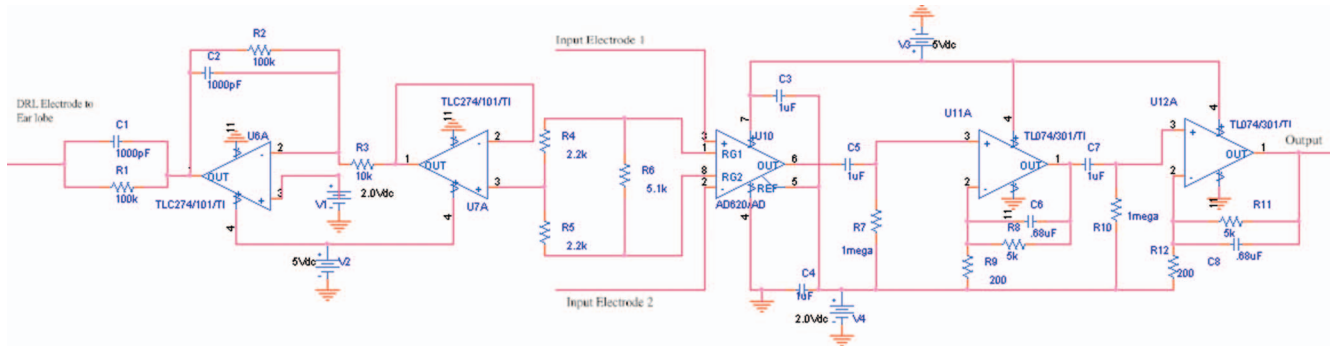 DRL Electrode to
Ear lobe
C1
1000pF
R1
100k
R2
100k
C2
1000pF
11
U6A
2
-
OUT
1
3
+
TLC274/101/TI
4
R3
10k
2.0Vdc
V1
5Vdc
V2
TLC274/101/TI
11
2
-
1
OUT
3
+
U7A
4
Input Electrode 1
R4
2.2k
R6
5.1k
R5
2.2k
Input Electrode 2
3
+
1
RG1
8
RG2
2
-
7
U10
OUT
6
REF
5
AD620/AD
4
C3
1uF
C4
1uF
2.0Vdc
V4
V3
5Vdc
C5
1uF
R7
1mega
U11A
4
3
+
TL074/301/TI
OUT
1
2
-
11
C6
.68uF
R8
5k
R9
200
C7
1uF
R10
1mega
U12A
4
3
+
TL074/301/TI
OUT
1
2
-
11
Output
R11
5k
C8
.68uF
R12
200